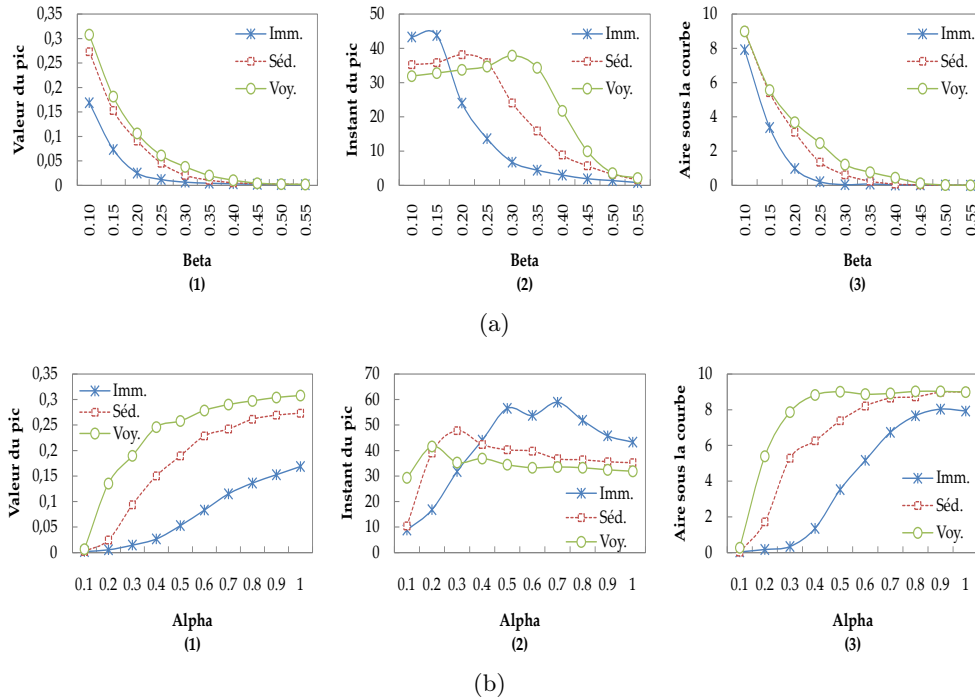 Valeur du pic
0,35
0,3
0,25
0,2
0,15
0,1
0,05
0
Imm.
Séd.
Voy.
0.10
0.15
0.20
0.25
0.30
0.35
0.40
0.45
0.50
0.55
Beta
(1)
Instant du pic
50
40
30
20
10
0
Imm.
Séd.
Voy.
0.10
0.15
0.20
0.25
0.30
0.35
0.40
0.45
0.50
0.55
Beta
(2)
Aire sous la courbe
10
8
6
4
2
0
Imm.
Séd.
Voy.
0.10
0.15
0.20
0.25
0.30
0.35
0.40
0.45
0.50
0.55
Beta
(3)
(a)
Valeur du pic
0,35
0,3
0,25
0,2
0,15
0,1
0,05
0
Imm.
Séd.
Voy.
0.1 0.2 0.3 0.4 0.5 0.6 0.7 0.8 0.9 1
Alpha
(1)
Instant du pic
70
60
50
40
30
20
10
0
Imm.
Séd.
Voy.
0.1 0.2 0.3 0.4 0.5 0.6 0.7 0.8 0.9 1
Alpha
(2)
Aire sous la courbe
10
8
6
4
2
0
Imm.
Séd.
Voy.
0.1 0.2 0.3 0.4 0.5 0.6 0.7 0.8 0.9 1
Alpha
(3)
(b)